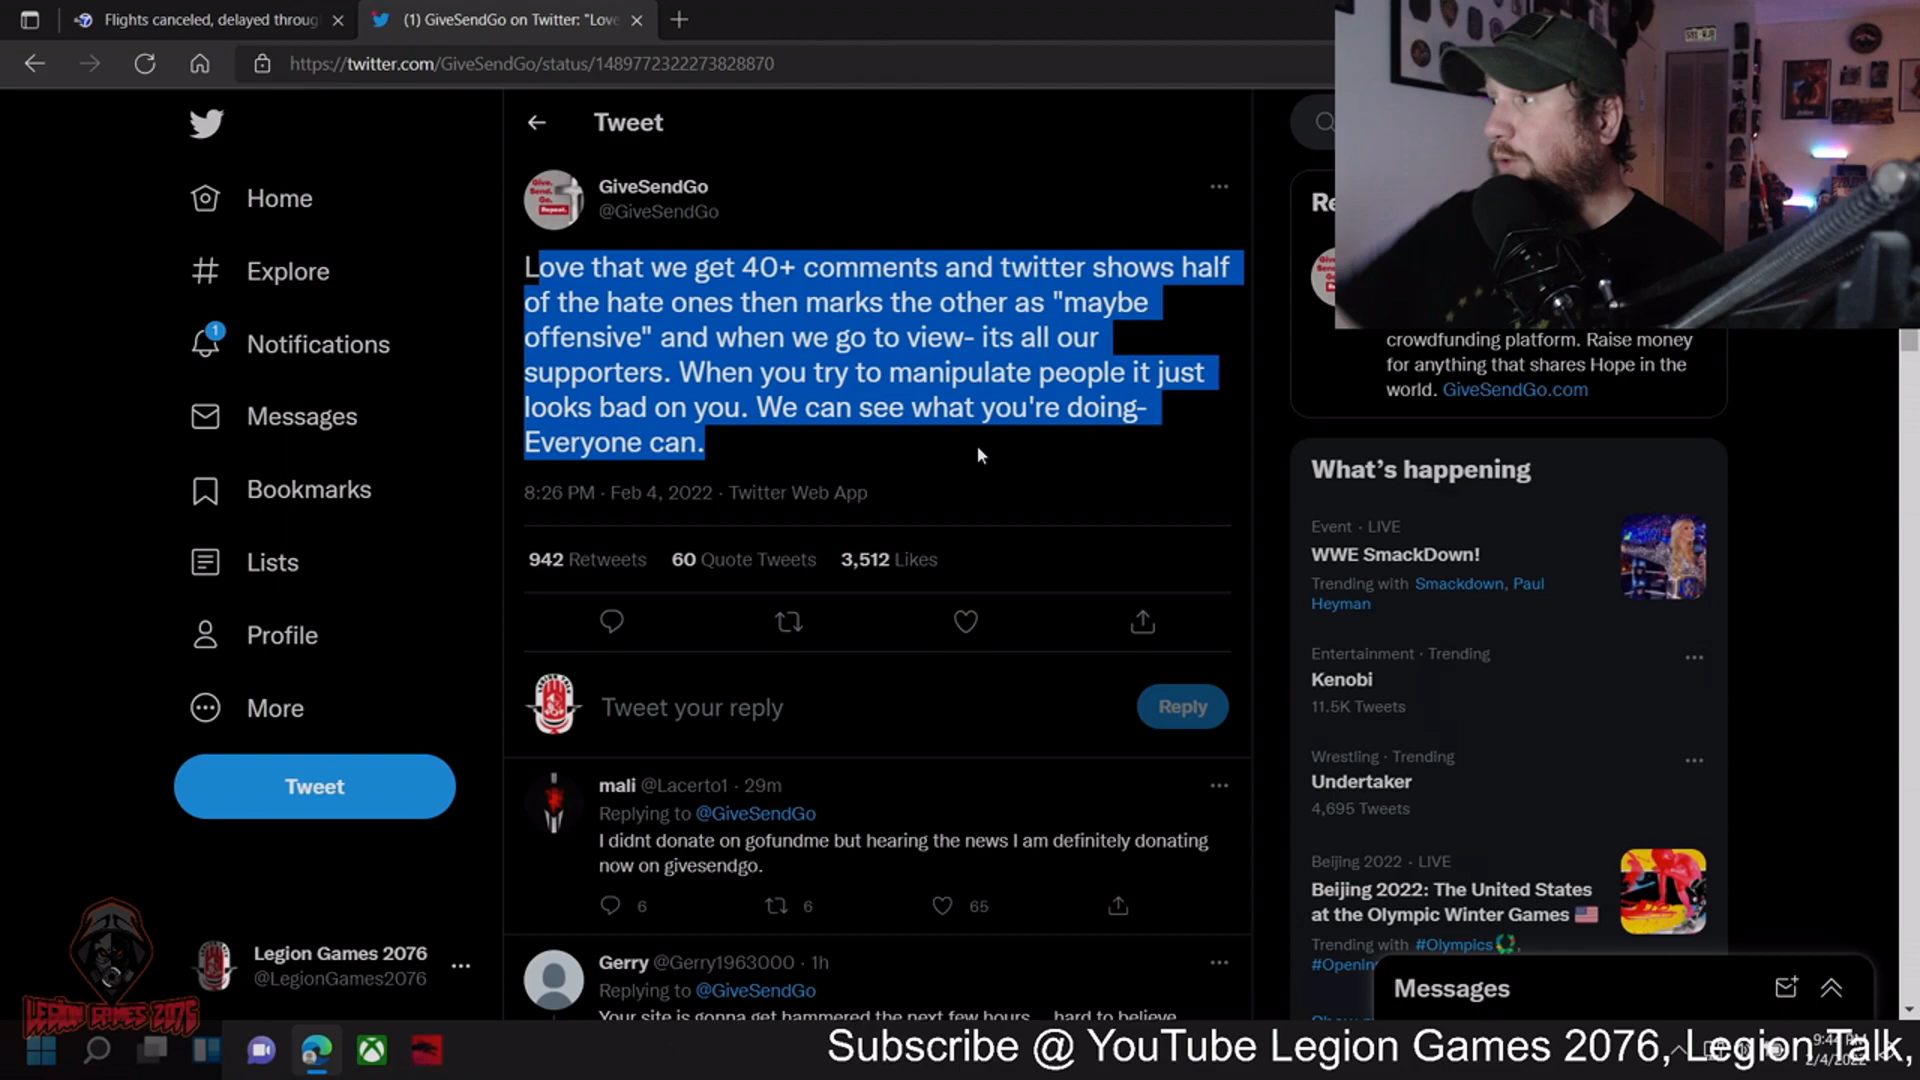 Flights canceled, delayed throug
(1) GiveSendGo on Twitter: "Love
https://twitter.com/GiveSendGo/status/1489772322273828870
Home
Explore
1
Notifications
Messages
Bookmarks
Lists
Profile
More
Tweet
Legion Games 2076
@LegionGames2076
LEGION GAMES 2076
Tweet
Give.
Send.
Go.
Repeat.
GiveSendGo
@GiveSendGo
Love that we get 40+ comments and twitter shows half
of the hate ones then marks the other as "maybe
offensive" and when we go to view- its all our
supporters. When you try to manipulate people it just
looks bad on you. We can see what you're doing-
Everyone can.
8:26 PM · Feb 4, 2022 · Twitter Web App
942 Retweets 60 Quote Tweets 3,512 Likes
Tweet your reply
Reply
mali @Lacerto1 · 29m
Replying to @GiveSendGo
I didnt donate on gofundme but hearing the news I am definitely donating
now on givesendgo.
6 6 65
Gerry @Gerry1963000 · 1h
Replying to @GiveSendGo
Your site is gonna get hammered the next few hours.... hard to believe
Re
crowdfunding platform. Raise money
for anything that shares Hope in the
world. GiveSendGo.com
What's happening
Event · LIVE
WWE SmackDown!
Trending with Smackdown, Paul
Heyman
Entertainment · Trending
Kenobi
11.5K Tweets
Wrestling · Trending
Undertaker
4,695 Tweets
Beijing 2022 · LIVE
Beijing 2022: The United States
at the Olympic Winter Games
Trending with #Olympics,
#Openin
Messages
Subscribe @ YouTube Legion Games 2076, Legion Talk,